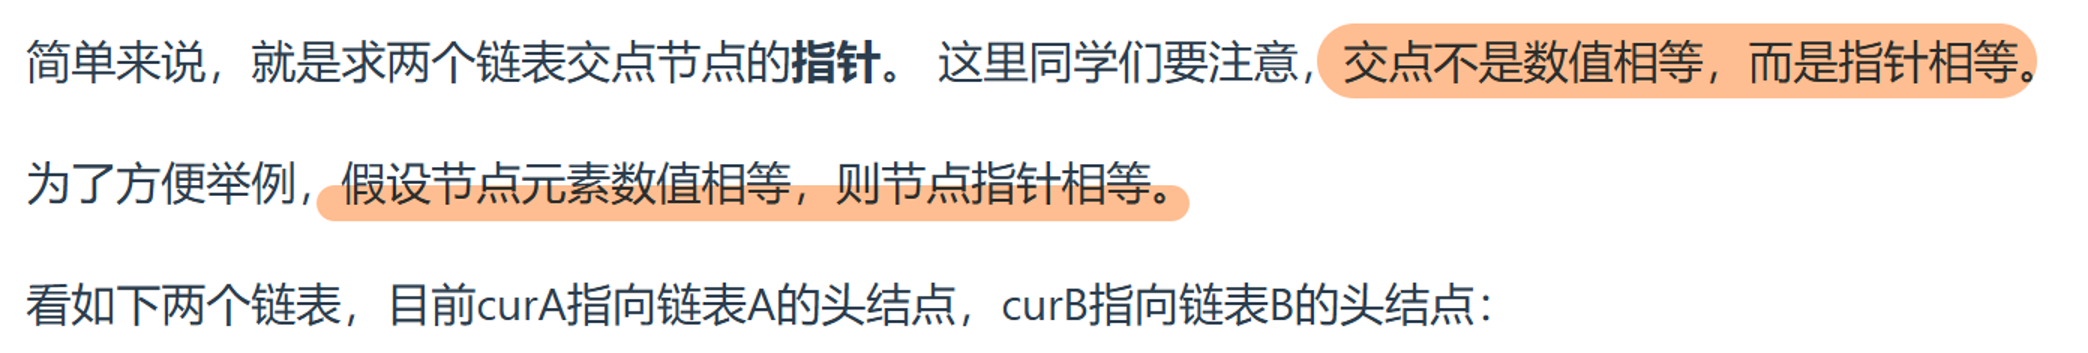 简单来说，就是求两个链表交点节点的指针。 这里同学们要注意，交点不是数值相等，而是指针相等。
为了方便举例，假设节点元素数值相等，则节点指针相等。
看如下两个链表，目前curA指向链表A的头结点，curB指向链表B的头结点：